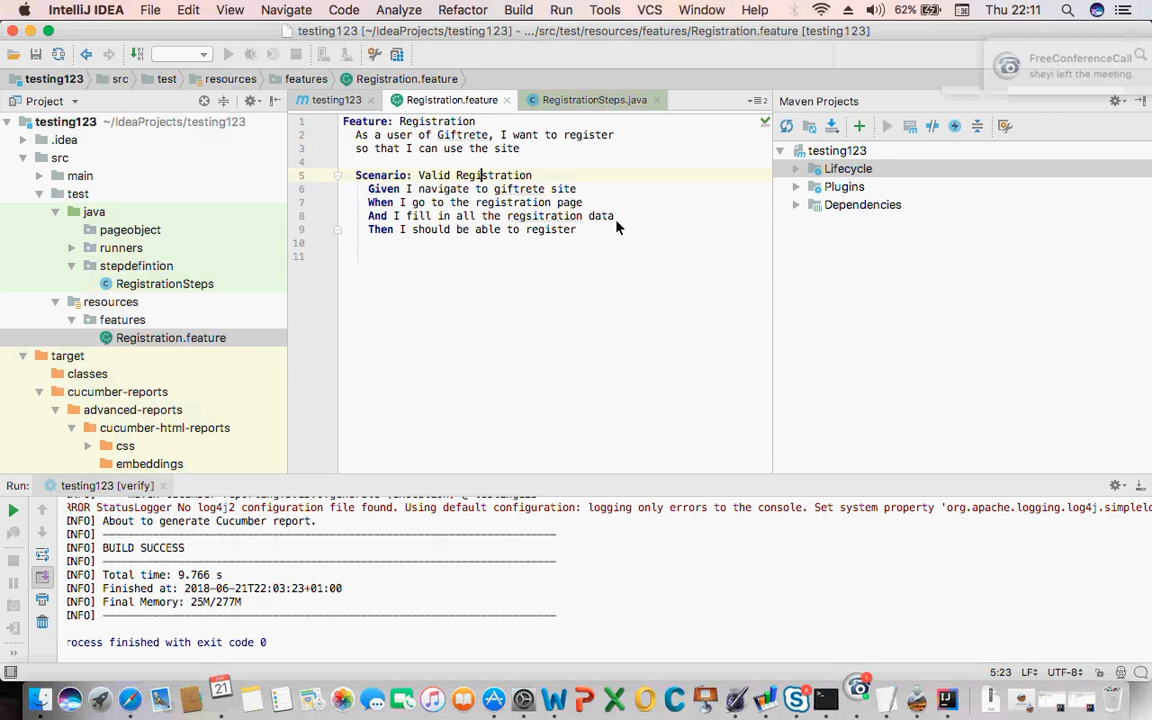 IntelliJ IDEA File Edit View Navigate Code Analyze Refactor Build Run Tools VCS Window Help 62% Thu 22:11
testing123 [~/IdeaProjects/testing123] - .../src/test/resources/features/Registration.feature [testing123]
FreeConferenceCall
sheyi left the meeting.
testing123 src test resources features Registration.feature
Project testing123 Registration.feature RegistrationSteps.java Maven Projects
testing123 ~/IdeaProjects/testing123
.idea
src
main
test
java
pageobject
runners
stepdefintion
RegistrationSteps
resources
features
Registration.feature
target
classes
cucumber-reports
advanced-reports
cucumber-html-reports
css
embeddings
1 Feature: Registration
2 As a user of Giftrete, I want to register
3 so that I can use the site
4
5 Scenario: Valid Registration
6 Given I navigate to giftrete site
7 When I go to the registration page
8 And I fill in all the regsitration data
9 Then I should be able to register
10
11
testing123
Lifecycle
Plugins
Dependencies
Run: testing123 [verify]
RROR StatusLogger No log4j2 configuration file found. Using default configuration: logging only errors to the console. Set system property 'org.apache.logging.log4j.simplelo
INFO] About to generate Cucumber report.
INFO] ------------------------------------------------------------------------
INFO] BUILD SUCCESS
INFO] ------------------------------------------------------------------------
INFO] Total time: 9.766 s
INFO] Finished at: 2018-06-21T22:03:23+01:00
INFO] Final Memory: 25M/277M
INFO] ------------------------------------------------------------------------
rocess finished with exit code 0
5:23 LF UTF-8
21